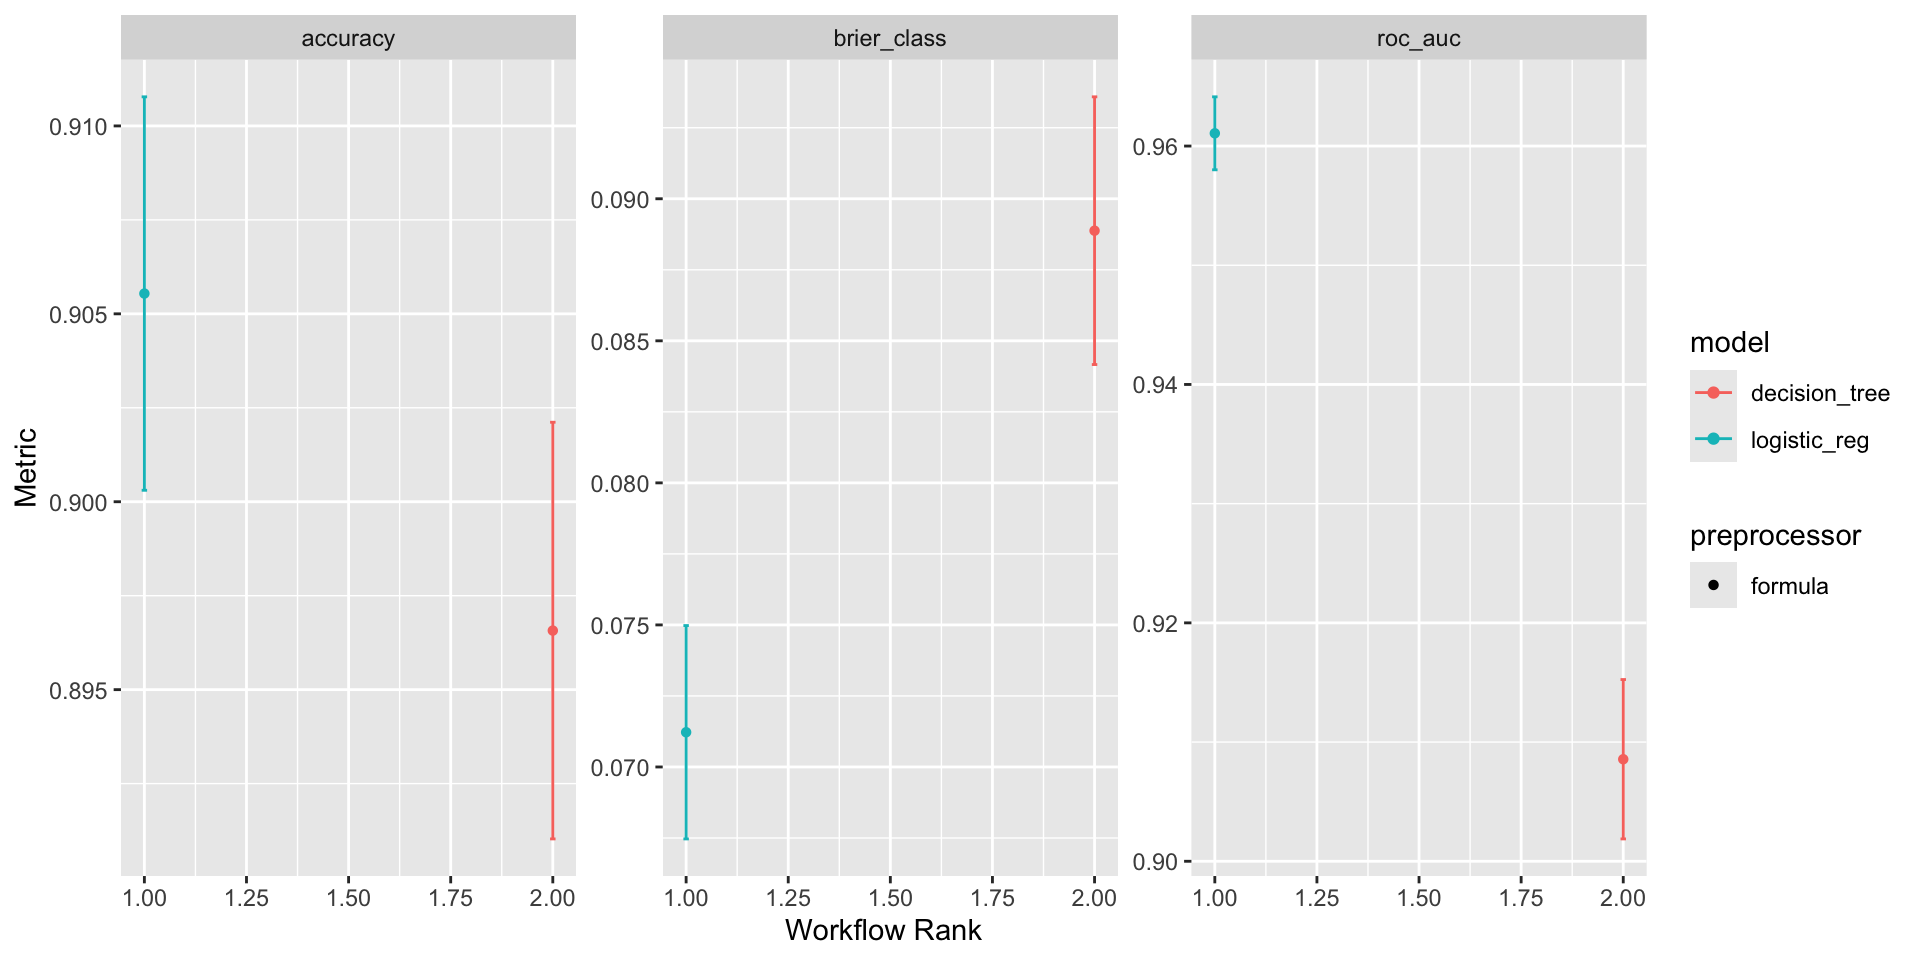 accuracy
brier_class
roc_auc
Metric
0.910
0.905
0.900
0.895
0.090
0.085
0.080
0.075
0.070
0.96
0.94
0.92
0.90
1.00 1.25 1.50 1.75 2.00
1.00 1.25 1.50 1.75 2.00
1.00 1.25 1.50 1.75 2.00
Workflow Rank
model
decision_tree
logistic_reg
preprocessor
formula